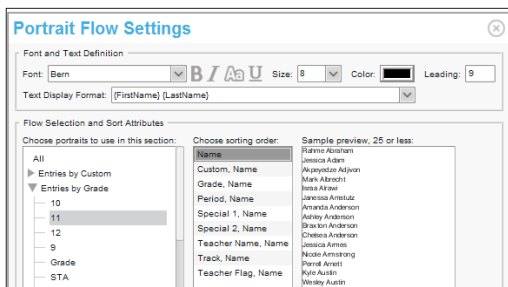 Portrait Flow Settings
Font and Text Definition
Font: Bern B I Aa U Size: 8 Color: Leading: 9
Text Display Format: {FirstName} {LastName}
Flow Selection and Sort Attributes
Choose portraits to use in this section:
All
Entries by Custom
Entries by Grade
10
11
12
9
Grade
STA
Choose sorting order:
Name
Custom, Name
Grade, Name
Period, Name
Special 1, Name
Special 2, Name
Teacher Name, Name
Track, Name
Teacher Flag, Name
Sample preview, 25 or less:
Rahme Abraham
Jessica Adam
Akpeyedze Adjivon
Mark Albrecht
Israa Alrawi
Janessa Amstutz
Amanda Anderson
Ashley Anderson
Braxton Anderson
Chelsea Anderson
Jessica Armes
Nicole Armstrong
Perrell Arnett
Kyle Austin
Wesley Austin